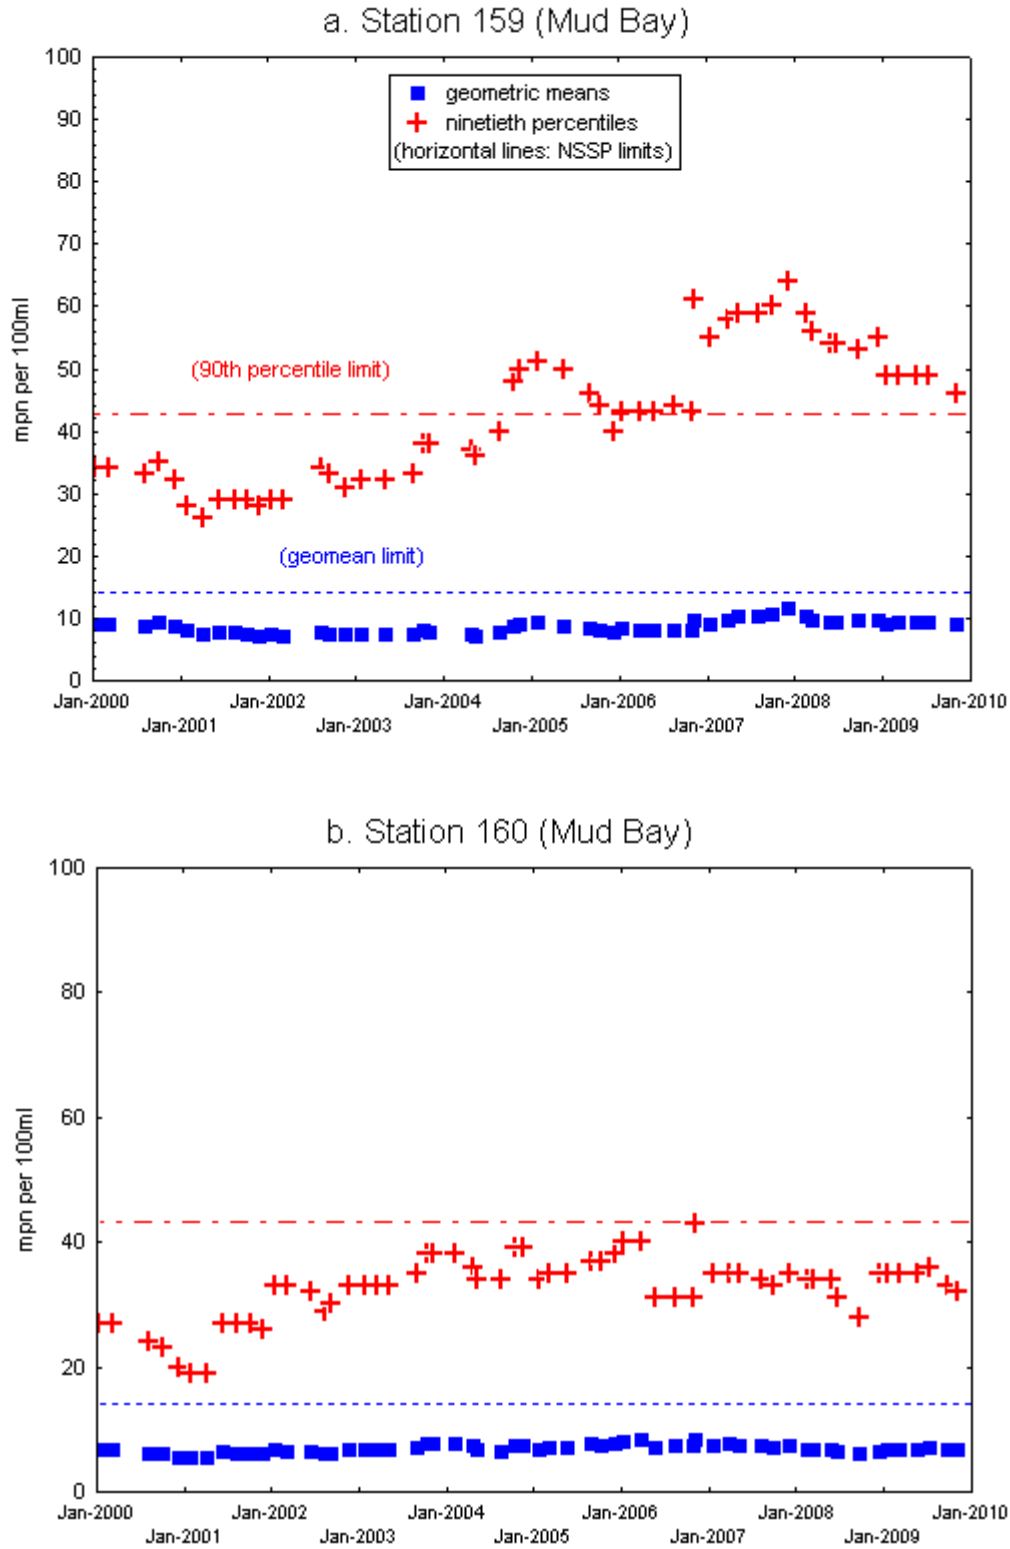 a. Station 159 (Mud Bay)
100
90
80
70
60
50
40
30
20
10
0
mpn per 100ml
geometric means
ninetieth percentiles
(horizontal lines: NSSP limits)
(90th percentile limit)
(geomean limit)
Jan-2000
Jan-2001
Jan-2002
Jan-2003
Jan-2004
Jan-2005
Jan-2006
Jan-2007
Jan-2008
Jan-2009
Jan-2010
b. Station 160 (Mud Bay)
100
80
60
40
20
0
mpn per 100ml
Jan-2000
Jan-2001
Jan-2002
Jan-2003
Jan-2004
Jan-2005
Jan-2006
Jan-2007
Jan-2008
Jan-2009
Jan-2010